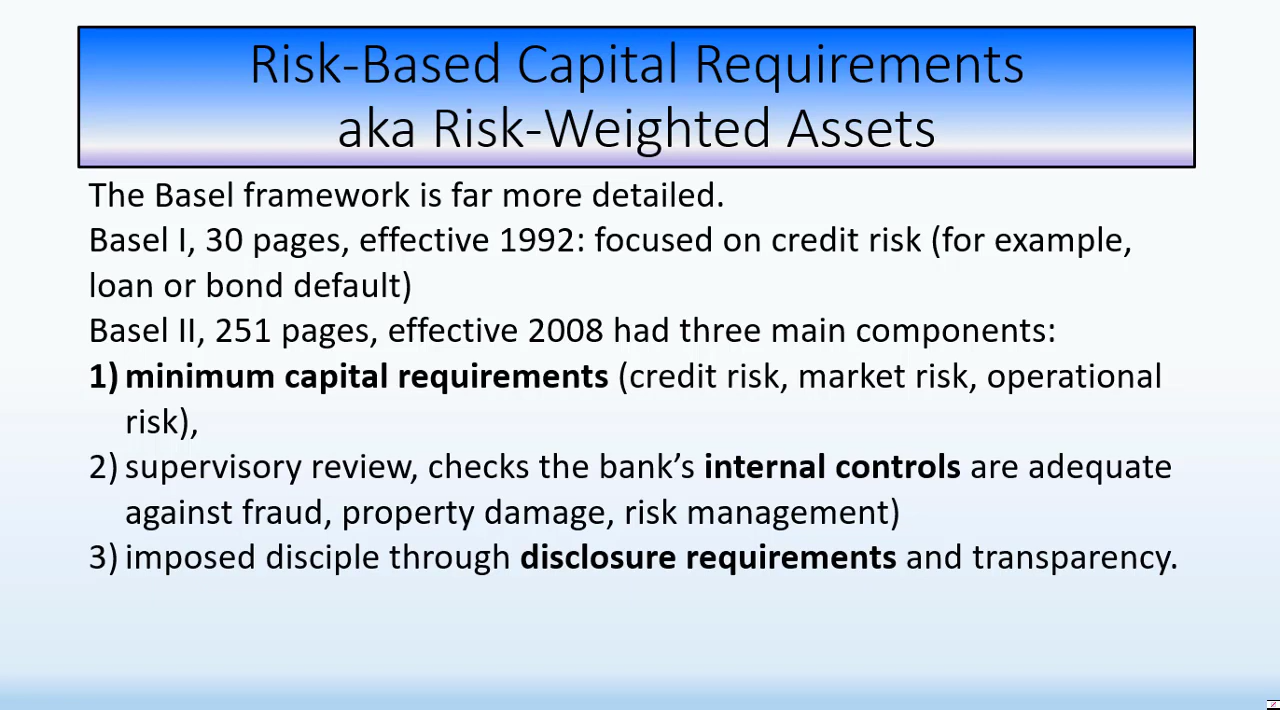 Risk-Based Capital Requirements
aka Risk-Weighted Assets
The Basel framework is far more detailed.
Basel I, 30 pages, effective 1992: focused on credit risk (for example,
loan or bond default)
Basel II, 251 pages, effective 2008 had three main components:
1) minimum capital requirements (credit risk, market risk, operational
risk),
2) supervisory review, checks the bank’s internal controls are adequate
against fraud, property damage, risk management)
3) imposed disciple through disclosure requirements and transparency.